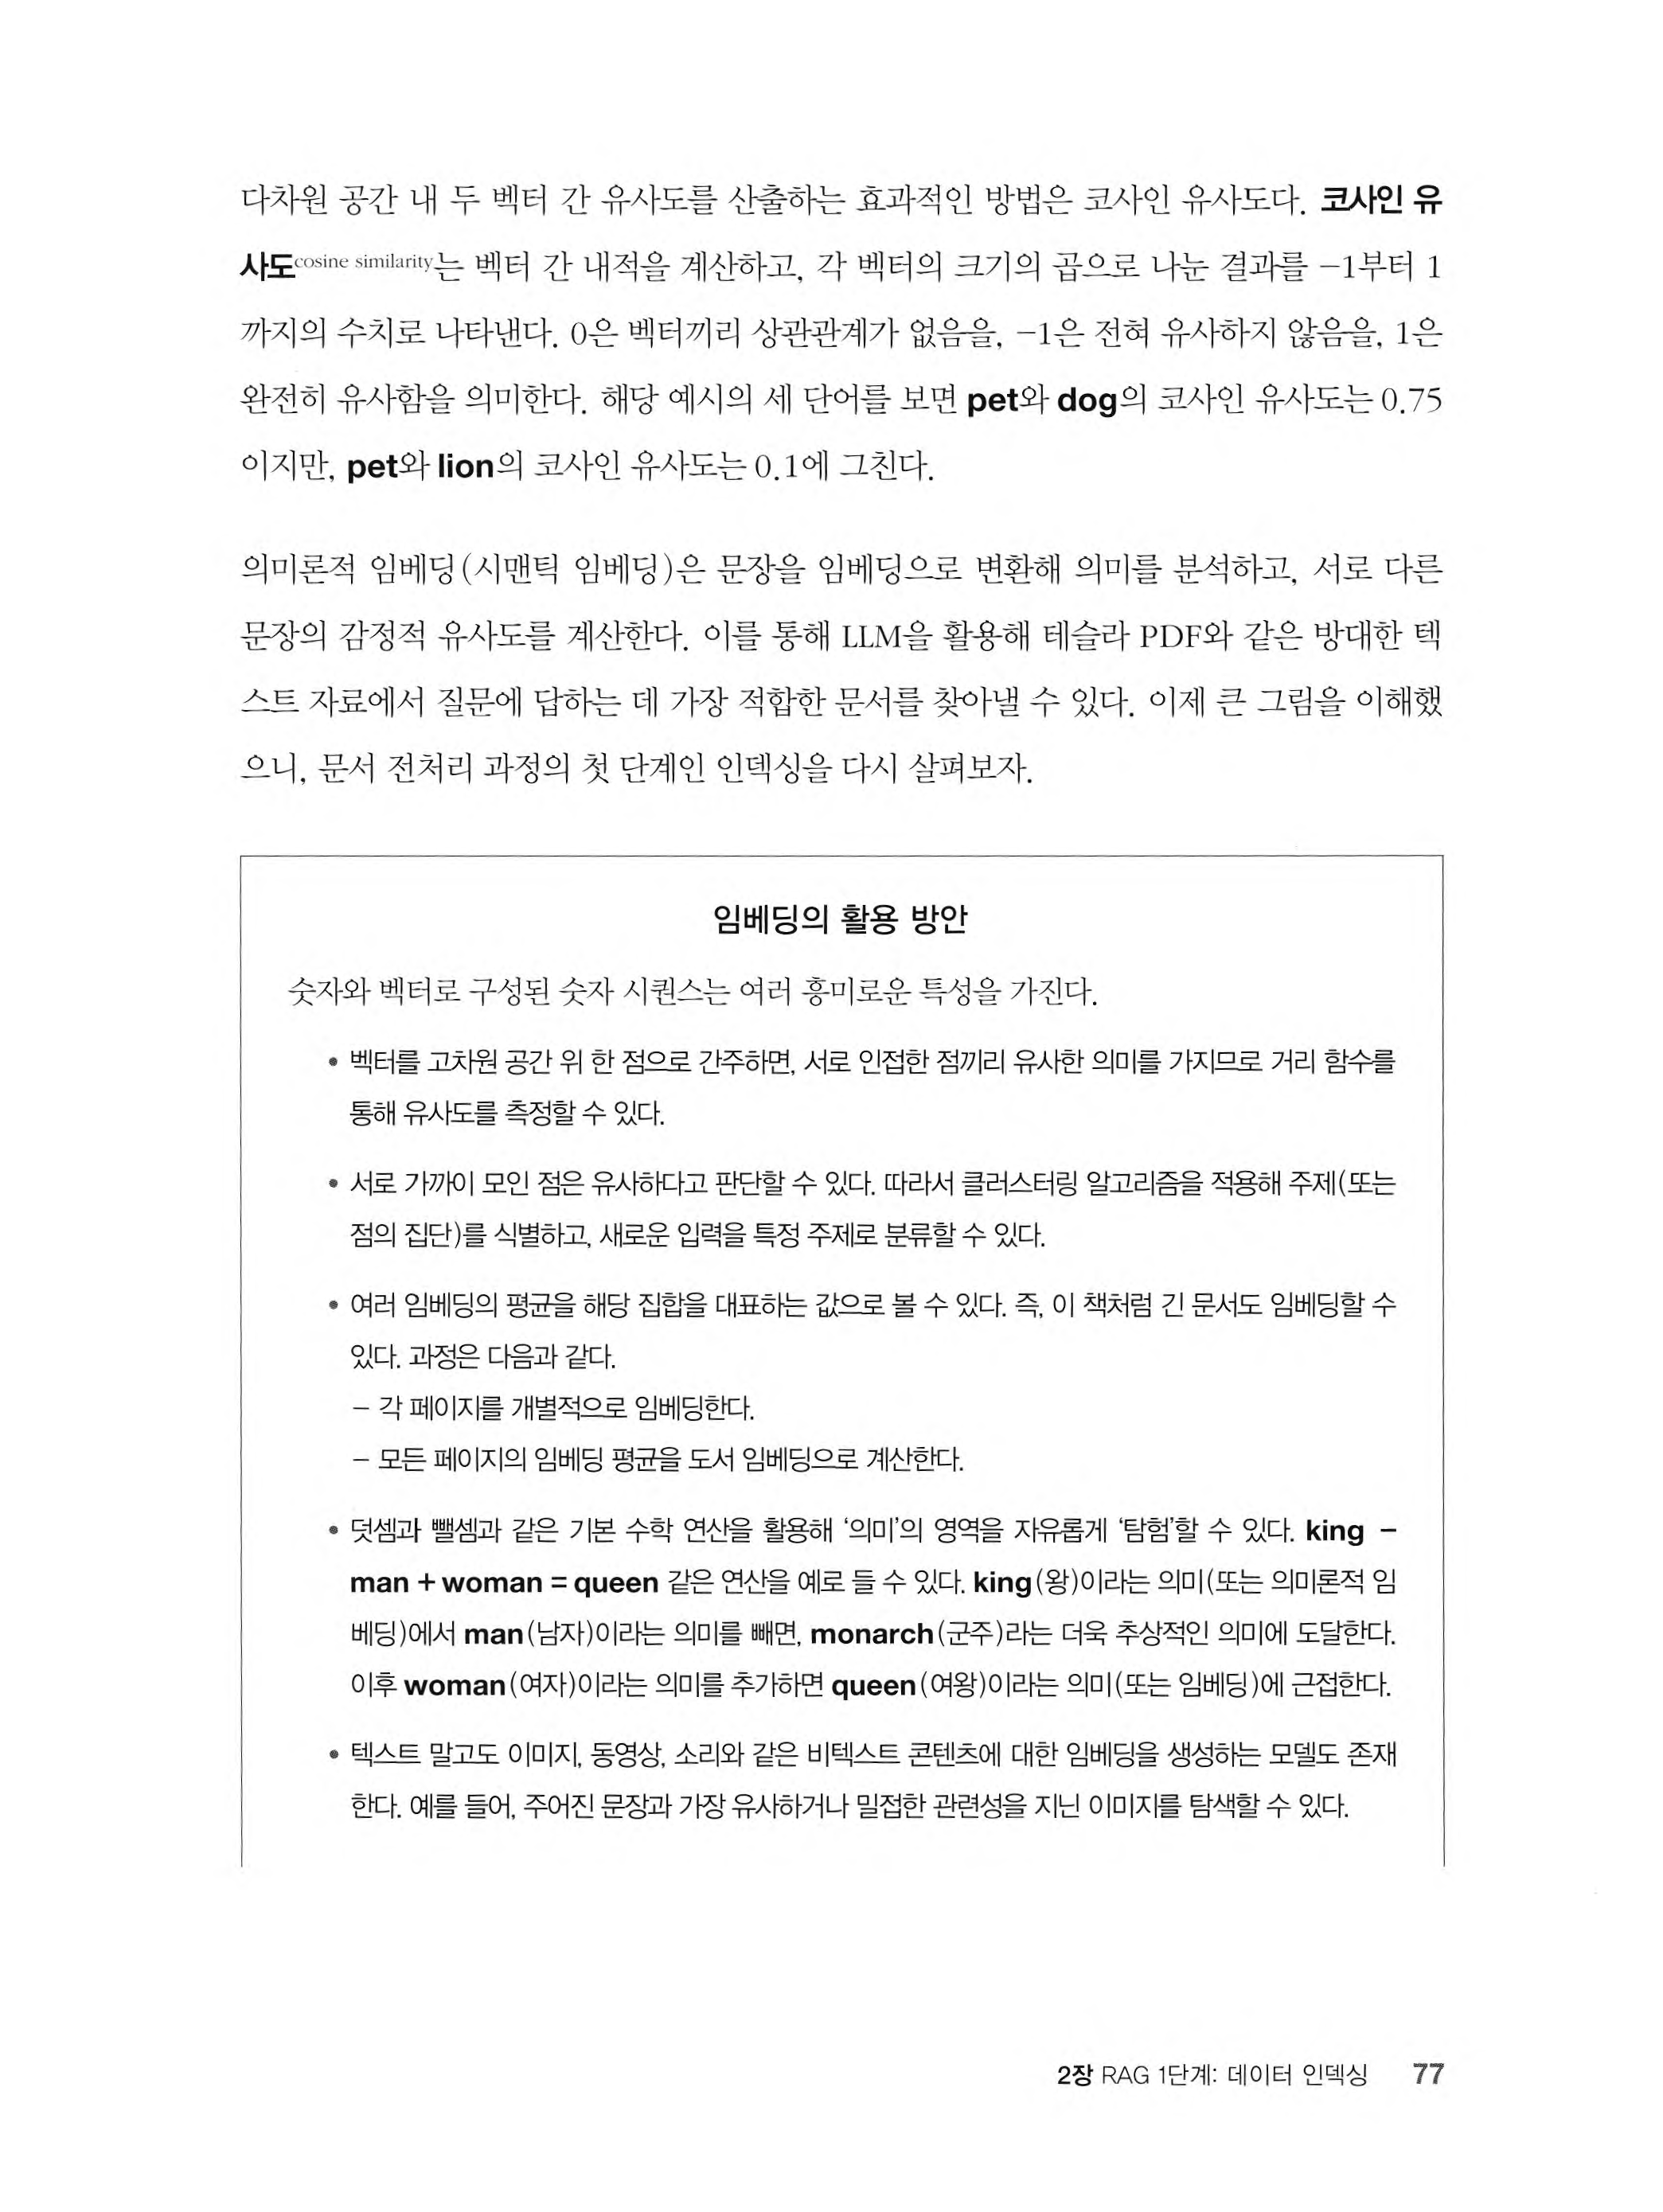 다차원 공간 내 두 벡터 간 유사도를 산출하는 효과적인 방법은 코사인 유사도다. 코사인 유
사도cosine similarity는 벡터 간 내적을 계산하고, 각 벡터의 크기의 곱으로 나눈 결과를 −1부터 1
까지의 수치로 나타낸다. 0은 벡터끼리 상관관계가 없음을, −1은 전혀 유사하지 않음을, 1은
완전히 유사함을 의미한다. 해당 예시의 세 단어를 보면 pet와 dog의 코사인 유사도는 0.75
이지만, pet와 lion의 코사인 유사도는 0.1에 그친다.
의미론적 임베딩(시맨틱 임베딩)은 문장을 임베딩으로 변환해 의미를 분석하고, 서로 다른
문장의 감정적 유사도를 계산한다. 이를 통해 LLM을 활용해 테슬라 PDF와 같은 방대한 텍
스트 자료에서 질문에 답하는 데 가장 적합한 문서를 찾아낼 수 있다. 이제 큰 그림을 이해했
으니, 문서 전처리 과정의 첫 단계인 인덱싱을 다시 살펴보자.
임베딩의 활용 방안
숫자와 벡터로 구성된 숫자 시퀀스는 여러 흥미로운 특성을 가진다.
• 벡터를 고차원 공간 위 한 점으로 간주하면, 서로 인접한 점끼리 유사한 의미를 가지므로 거리 함수를
통해 유사도를 측정할 수 있다.
• 서로 가까이 모인 점은 유사하다고 판단할 수 있다. 따라서 클러스터링 알고리즘을 적용해 주제(또는
점의 집단)를 식별하고, 새로운 입력을 특정 주제로 분류할 수 있다.
• 여러 임베딩의 평균을 해당 집합을 대표하는 값으로 볼 수 있다. 즉, 이 책처럼 긴 문서도 임베딩할 수
있다. 과정은 다음과 같다.
− 각 페이지를 개별적으로 임베딩한다.
− 모든 페이지의 임베딩 평균을 도서 임베딩으로 계산한다.
• 덧셈과 뺄셈과 같은 기본 수학 연산을 활용해 ‘의미’의 영역을 자유롭게 ‘탐험’할 수 있다. king −
man + woman = queen 같은 연산을 예로 들 수 있다. king(왕)이라는 의미(또는 의미론적 임
베딩)에서 man(남자)이라는 의미를 빼면, monarch(군주)라는 더욱 추상적인 의미에 도달한다.
이후 woman(여자)이라는 의미를 추가하면 queen(여왕)이라는 의미(또는 임베딩)에 근접한다.
• 텍스트 말고도 이미지, 동영상, 소리와 같은 비텍스트 콘텐츠에 대한 임베딩을 생성하는 모델도 존재
한다. 예를 들어, 주어진 문장과 가장 유사하거나 밀접한 관련성을 지닌 이미지를 탐색할 수 있다.
2장 RAG 1단계: 데이터 인덱싱 77